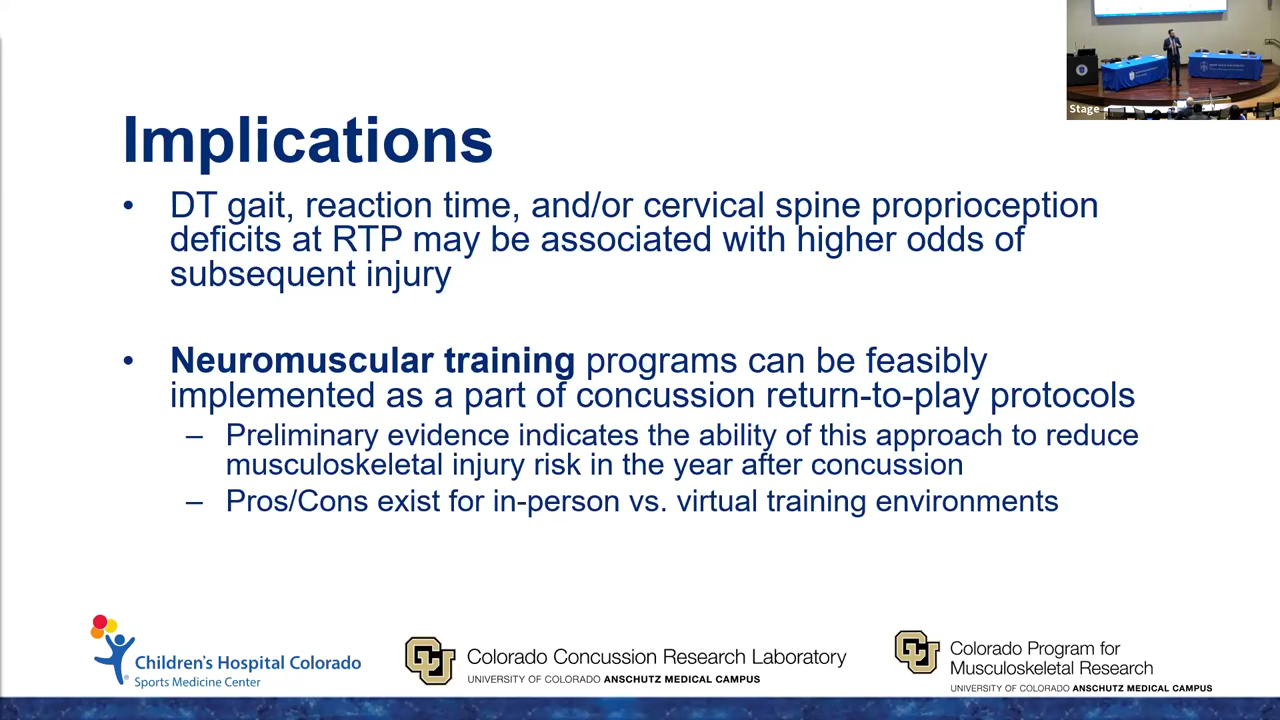 Stage
Implications
• DT gait, reaction time, and/or cervical spine proprioception
deficits at RTP may be associated with higher odds of
subsequent injury
• Neuromuscular training programs can be feasibly
implemented as a part of concussion return-to-play protocols
– Preliminary evidence indicates the ability of this approach to reduce
musculoskeletal injury risk in the year after concussion
– Pros/Cons exist for in-person vs. virtual training environments
Children's Hospital Colorado
Sports Medicine Center
CU
Colorado Concussion Research Laboratory
UNIVERSITY OF COLORADO ANSCHUTZ MEDICAL CAMPUS
CU
Colorado Program for
Musculoskeletal Research
UNIVERSITY OF COLORADO ANSCHUTZ MEDICAL CAMPUS